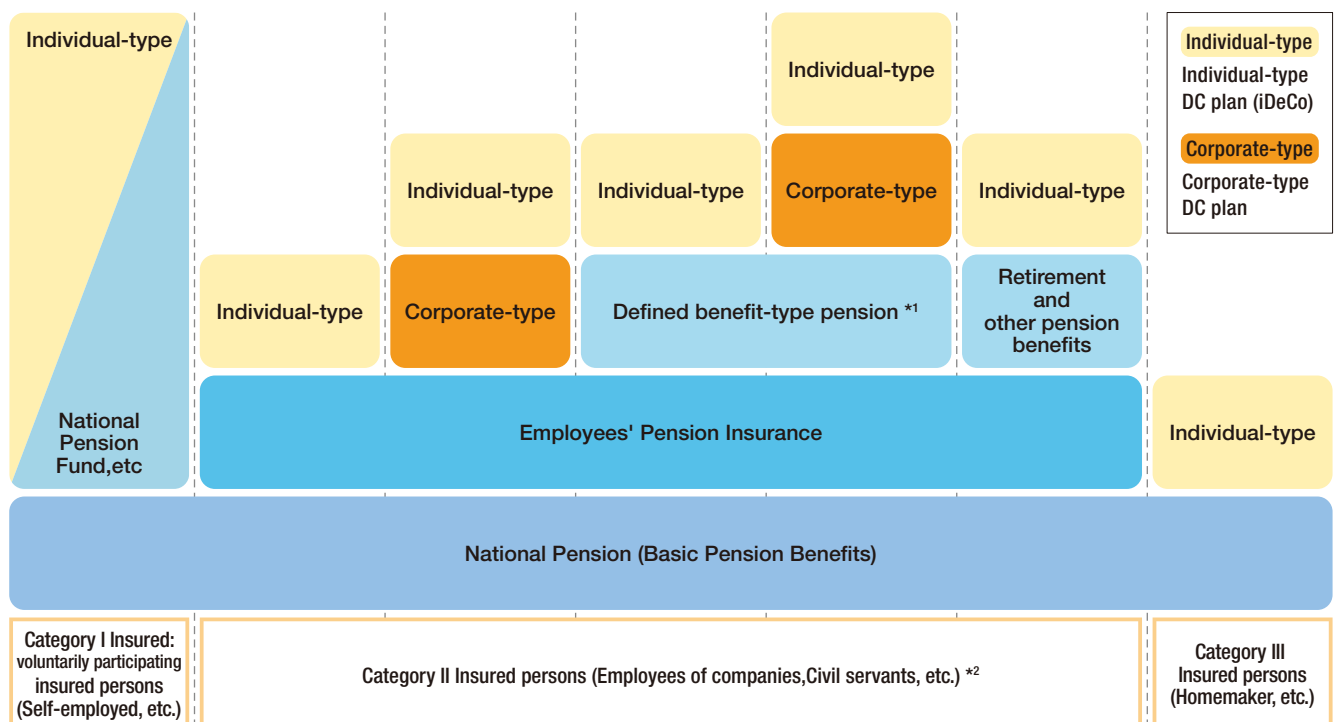 Individual-type
Individual-type
Individual-type
Individual-type
DC plan (iDeCo)
Corporate-type
Corporate-type
DC plan
Individual-type
Individual-type
Corporate-type
Individual-type
Individual-type
Corporate-type
Defined benefit-type pension *1
Retirement
and
other pension
benefits
National
Pension
Fund,etc
Employees' Pension Insurance
Individual-type
National Pension (Basic Pension Benefits)
Category I Insured:
voluntarily participating
insured persons
(Self-employed, etc.)
Category II Insured persons (Employees of companies,Civil servants, etc.) *2
Category III
Insured persons
(Homemaker, etc.)